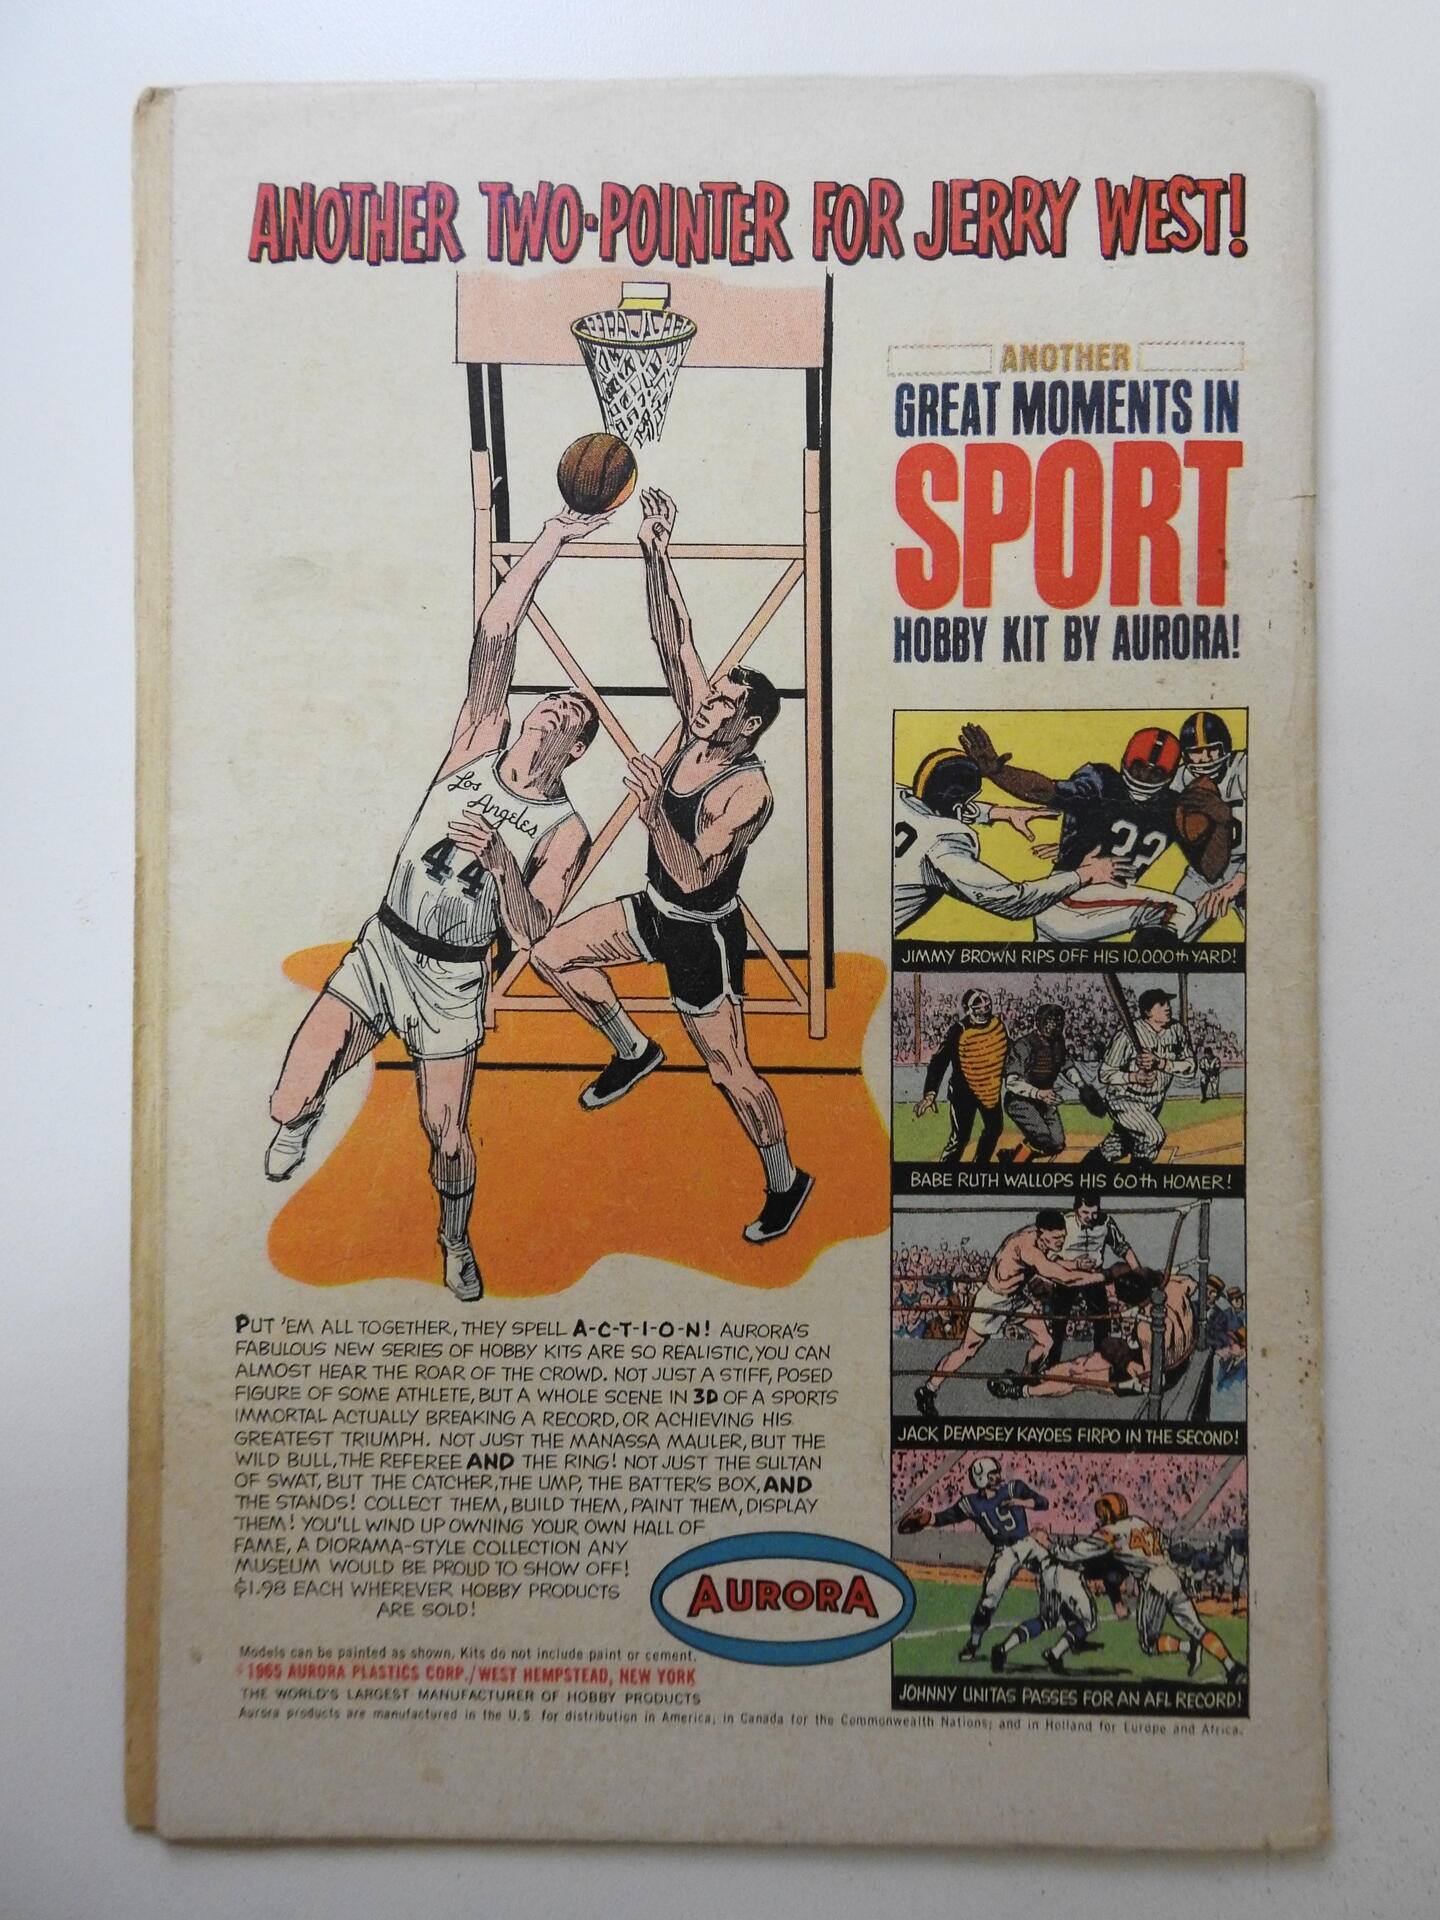 ANOTHER TWO-POINTER FOR JERRY WEST!
ANOTHER
GREAT MOMENTS IN
SPORT
HOBBY KIT BY AURORA!
Los
Angeles
44
32
JIMMY BROWN RIPS OFF HIS 10,000th YARD!
BABE RUTH WALLOPS HIS 60th HOMER!
JACK DEMPSEY KAYOES FIRPO IN THE SECOND!
19
JOHNNY UNITAS PASSES FOR AN AFL RECORD!
PUT 'EM ALL TOGETHER, THEY SPELL A-C-T-I-O-N! AURORA'S
FABULOUS NEW SERIES OF HOBBY KITS ARE SO REALISTIC, YOU CAN
ALMOST HEAR THE ROAR OF THE CROWD. NOT JUST A STIFF, POSED
FIGURE OF SOME ATHLETE, BUT A WHOLE SCENE IN 3D OF A SPORTS
IMMORTAL ACTUALLY BREAKING A RECORD, OR ACHIEVING HIS
GREATEST TRIUMPH. NOT JUST THE MANASSA MAULER, BUT THE
WILD BULL, THE REFEREE AND THE RING! NOT JUST THE SULTAN
OF SWAT, BUT THE CATCHER, THE UMP, THE BATTER'S BOX, AND
THE STANDS! COLLECT THEM, BUILD THEM, PAINT THEM, DISPLAY
THEM! YOU'LL WIND UP OWNING YOUR OWN HALL OF
FAME, A DIORAMA-STYLE COLLECTION ANY
MUSEUM WOULD BE PROUD TO SHOW OFF!
$1.98 EACH WHEREVER HOBBY PRODUCTS
ARE SOLD!
AURORA
Models can be painted as shown. Kits do not include paint or cement.
©1965 AURORA PLASTICS CORP./WEST HEMPSTEAD, NEW YORK
THE WORLD'S LARGEST MANUFACTURER OF HOBBY PRODUCTS
Aurora products are manufactured in the U.S. for distribution in America; in Canada for the Commonwealth Nations; and in Holland for Europe and Africa.